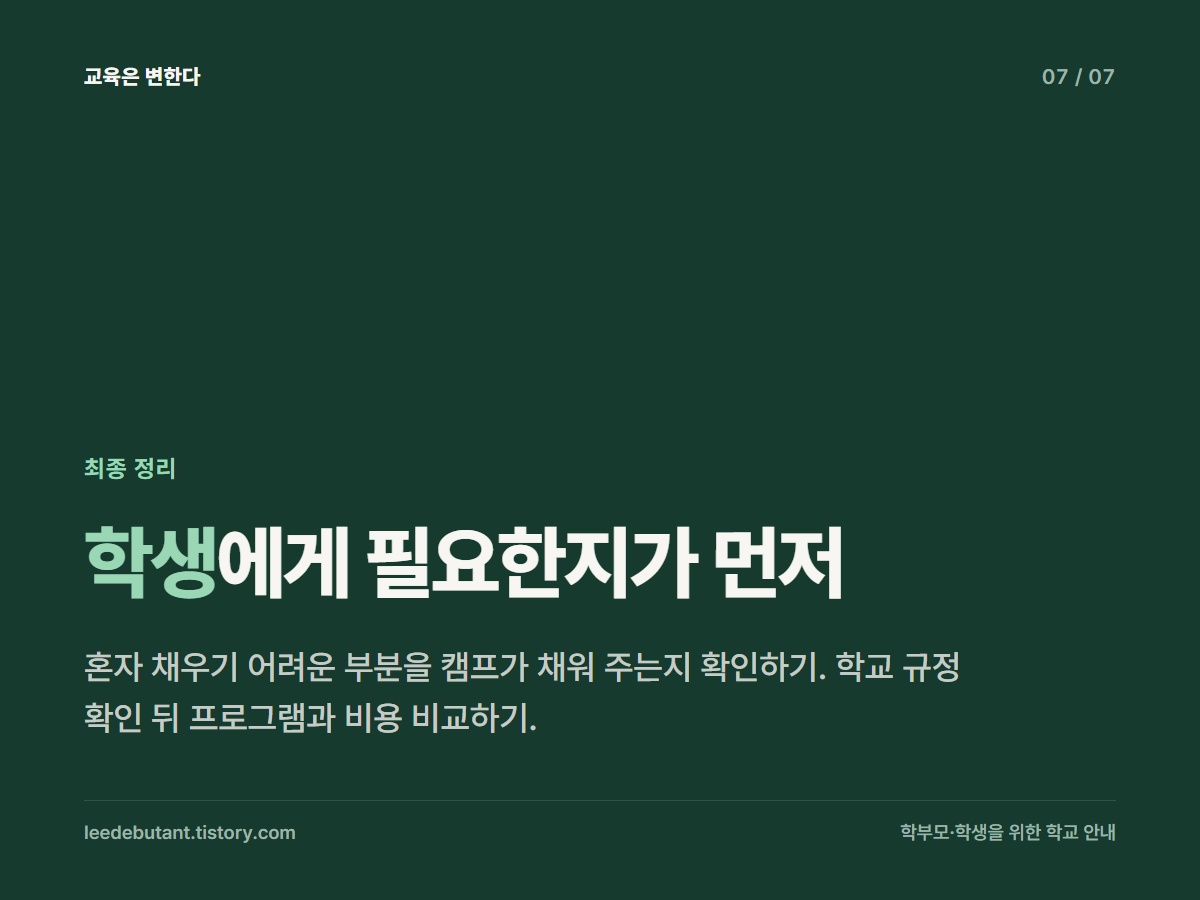 교육은 변한다
07 / 07
최종 정리
학생에게 필요한지가 먼저
혼자 채우기 어려운 부분을 캠프가 채워 주는지 확인하기. 학교 규정
확인 뒤 프로그램과 비용 비교하기.
leedebutant.tistory.com
학부모·학생을 위한 학교 안내